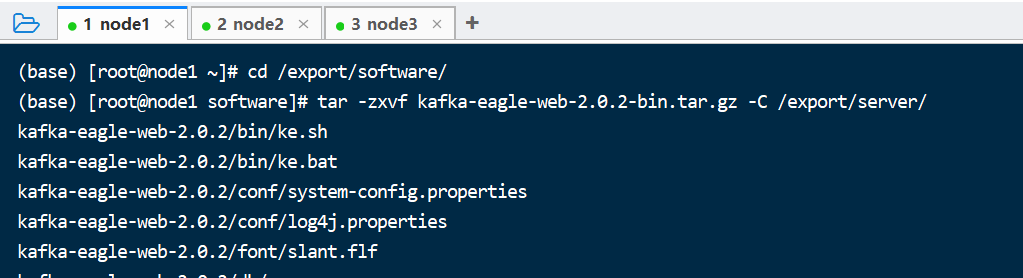 1 node1 × 2 node2 × 3 node3 × +
(base) [root@node1 ~]# cd /export/software/
(base) [root@node1 software]# tar -zxvf kafka-eagle-web-2.0.2-bin.tar.gz -C /export/server/
kafka-eagle-web-2.0.2/bin/ke.sh
kafka-eagle-web-2.0.2/bin/ke.bat
kafka-eagle-web-2.0.2/conf/system-config.properties
kafka-eagle-web-2.0.2/conf/log4j.properties
kafka-eagle-web-2.0.2/font/slant.flf